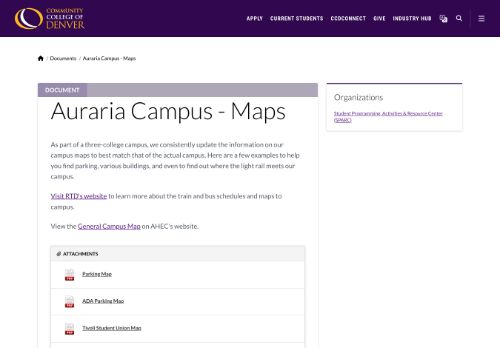 COMMUNITY
COLLEGE OF
DENVER
APPLY CURRENT STUDENTS CCDCONNECT GIVE INDUSTRY HUB
/ Documents / Auraria Campus - Maps
DOCUMENT
Auraria Campus - Maps
As part of a three-college campus, we consistently update the information on our
campus maps to best match that of the actual campus. Here are a few examples to help
you find parking, various buildings, and even to find out where the light rail meets our
campus.
Visit RTD's website to learn more about the train and bus schedules and maps to
campus.
View the General Campus Map on AHEC's website.
ATTACHMENTS
PDF Parking Map
PDF ADA Parking Map
PDF Tivoli Student Union Map
Organizations
Student Programming, Activities & Resource Center
(SPARC)